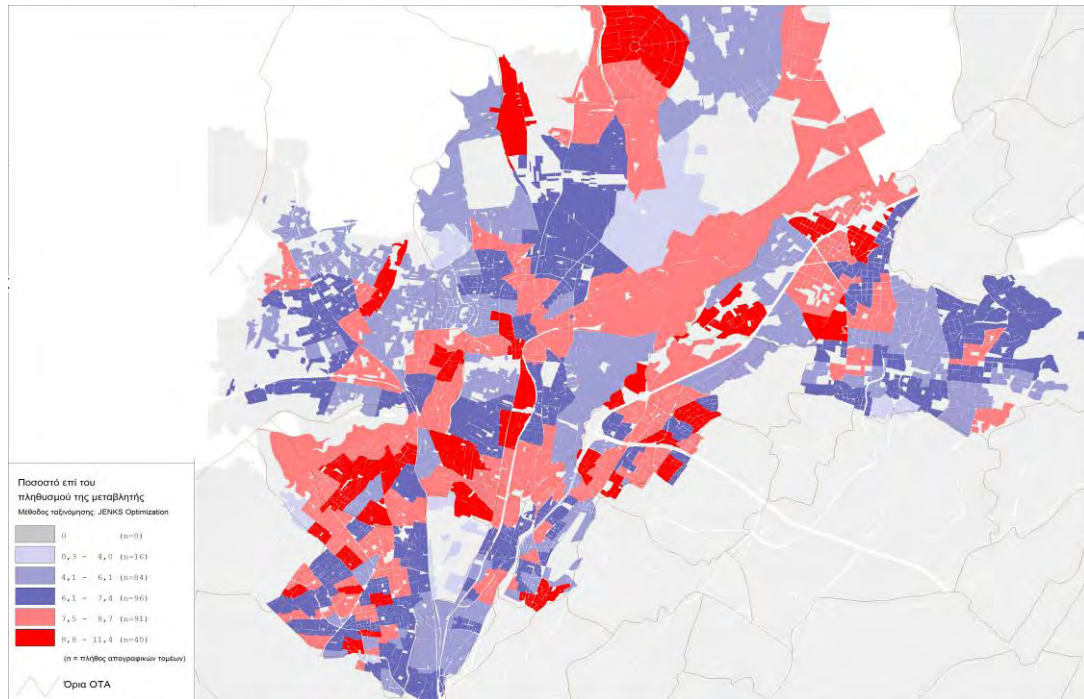 Ποσοστό επί του
πληθυσμού της μεταβλητής
Μέθοδος ταξινόμησης: JENKS Optimization
0 (n=0)
0,3 - 4,0 (n=16)
4,1 - 6,1 (n=84)
6,1 - 7,4 (n=96)
7,5 - 8,7 (n=91)
8,8 - 11,4 (n=40)
(n = πλήθος απογραφικών τομέων)
Όρια ΟΤΑ